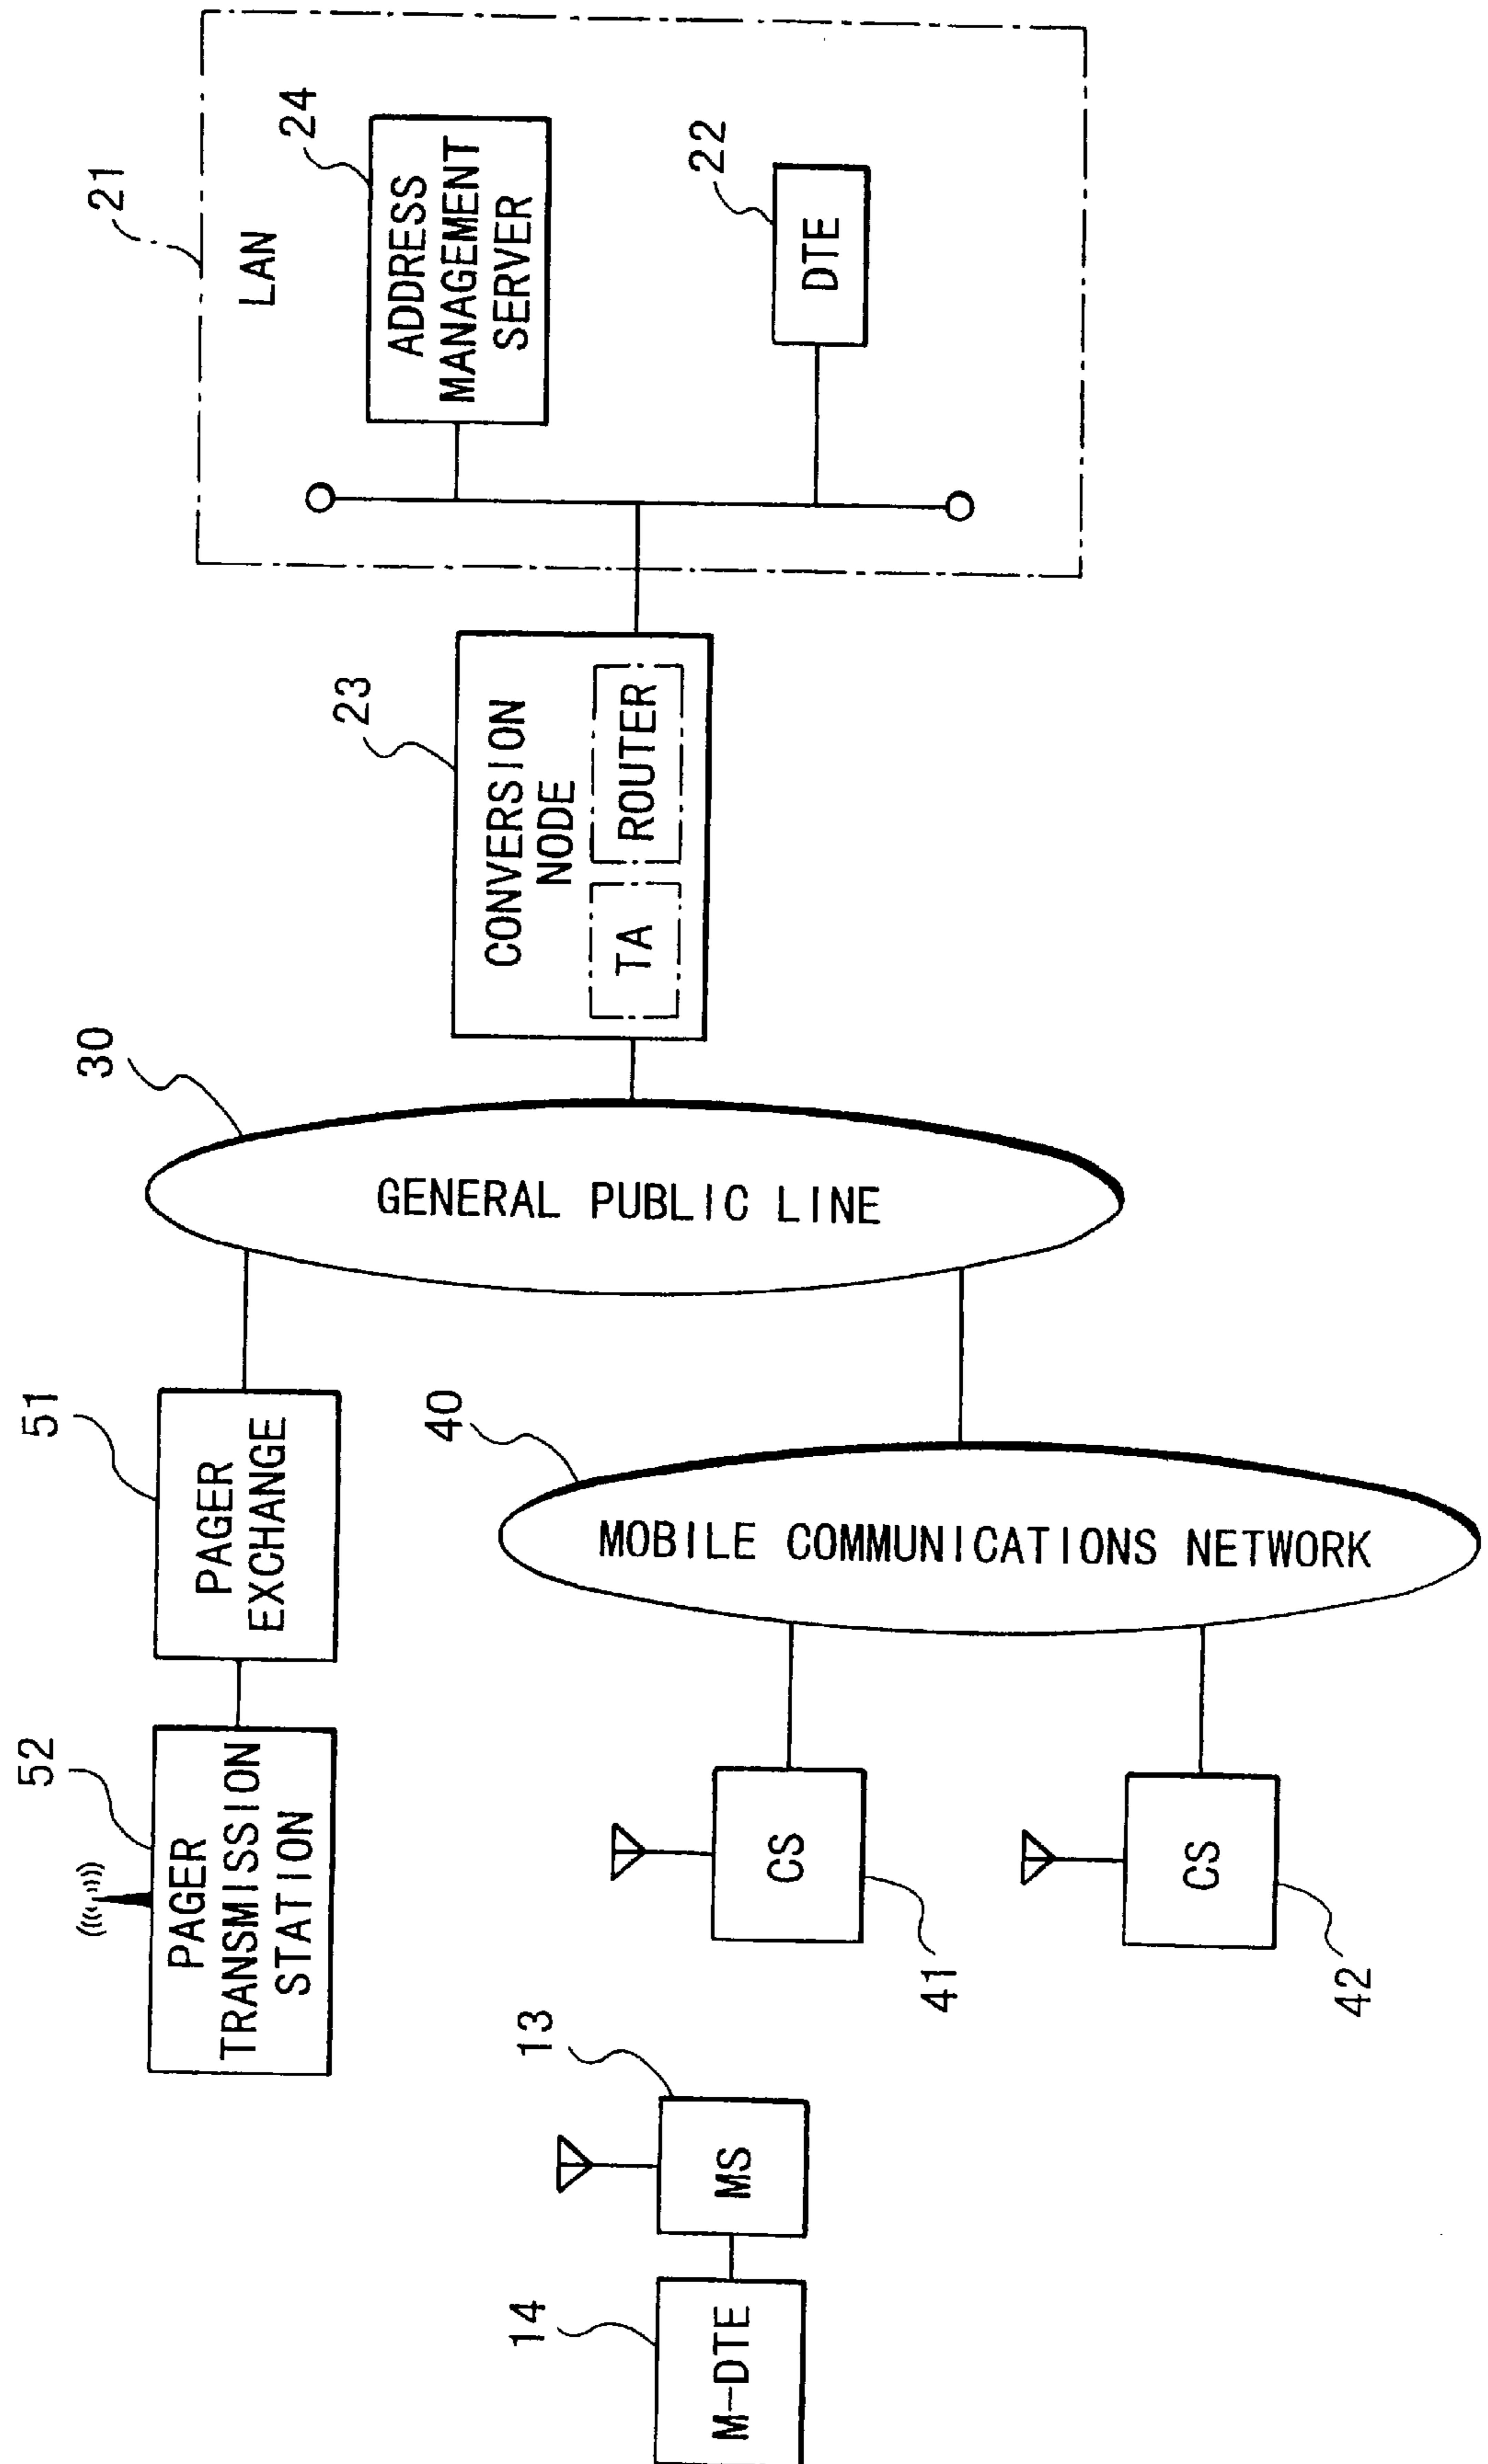 52
PAGER
TRANSMISSION
STATION
51
PAGER
EXCHANGE
30
GENERAL PUBLIC LINE
21
LAN
24
ADDRESS
MANAGEMENT
SERVER
23
CONVERSION
NODE
TA
ROUTER
22
DTE
40
MOBILE COMMUNICATIONS NETWORK
14
M-DTE
13
MS
CS
41
CS
42